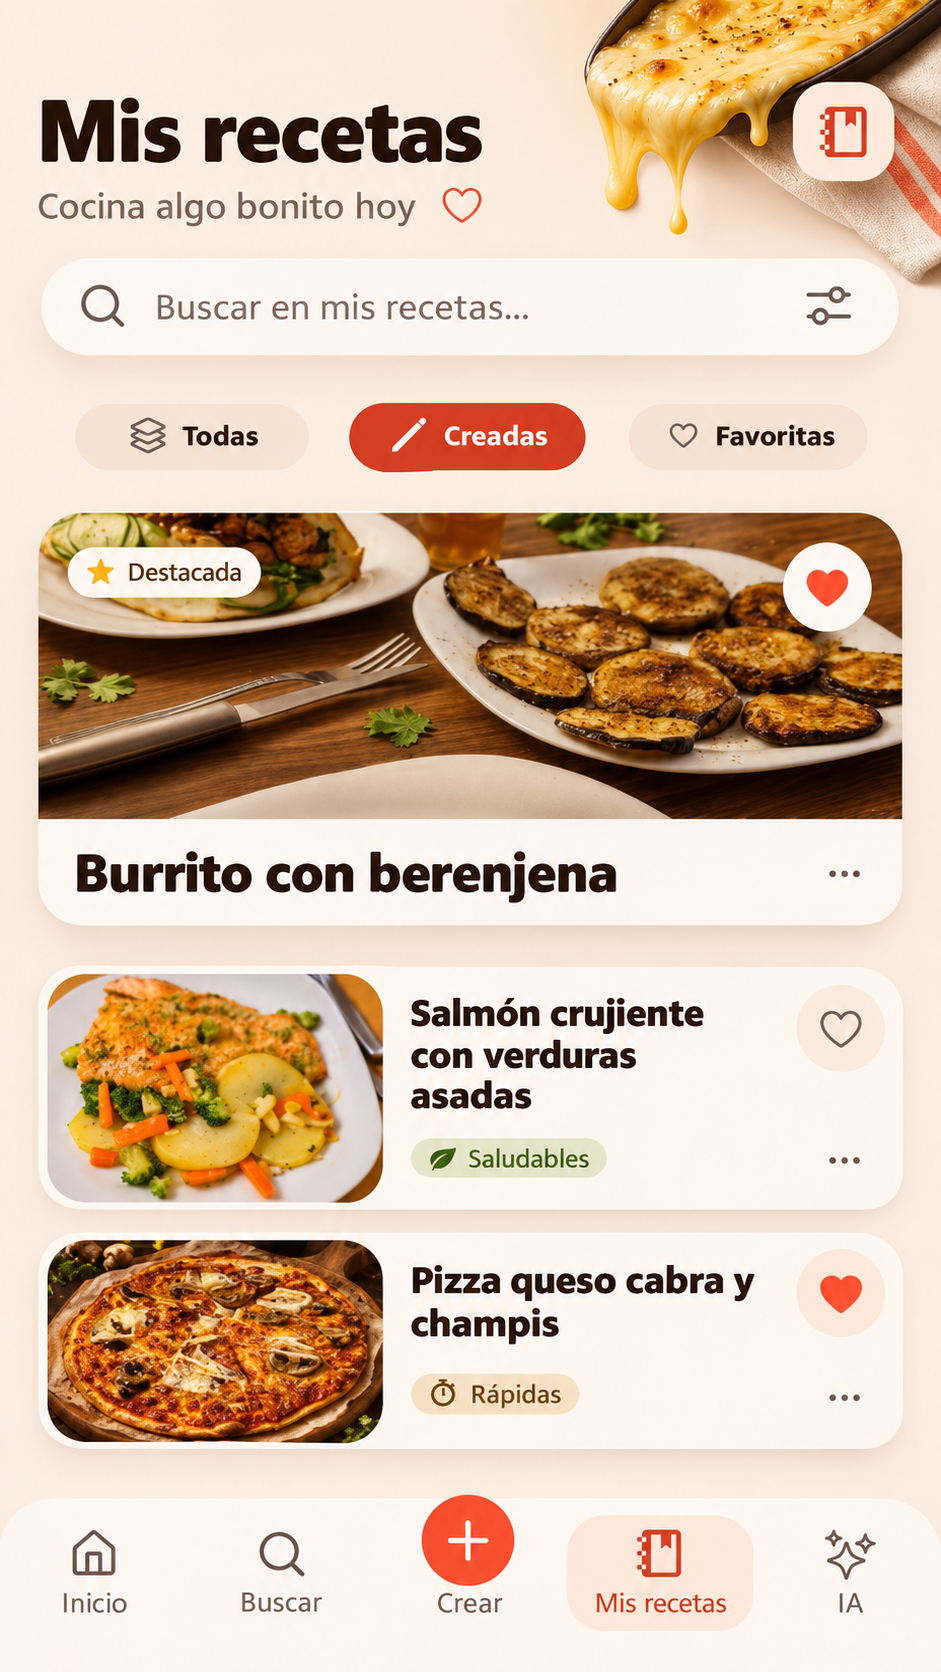 Mis recetas
Cocina algo bonito hoy
Buscar en mis recetas...
Todas
Creadas
Favoritas
Destacada
Burrito con berenjena
Salmón crujiente
con verduras
asadas
Saludables
Pizza queso cabra y
champis
Rápidas
Inicio
Buscar
Crear
Mis recetas
IA